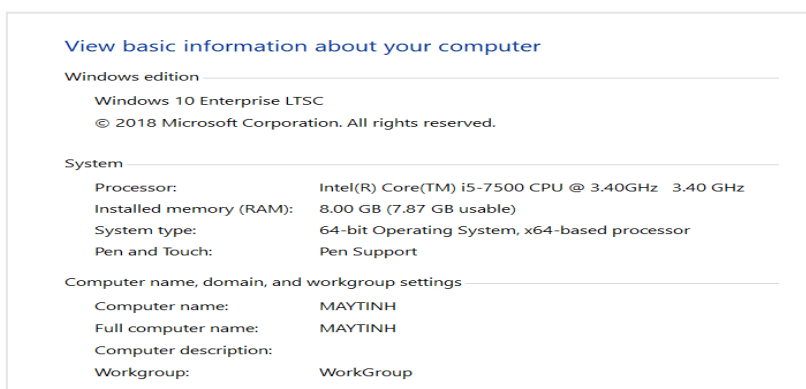 View basic information about your computer
Windows edition
Windows 10 Enterprise LTSC
© 2018 Microsoft Corporation. All rights reserved.
System
Processor: Intel(R) Core(TM) i5-7500 CPU @ 3.40GHz 3.40 GHz
Installed memory (RAM): 8.00 GB (7.87 GB usable)
System type: 64-bit Operating System, x64-based processor
Pen and Touch: Pen Support
Computer name, domain, and workgroup settings
Computer name: MAYTINH
Full computer name: MAYTINH
Computer description:
Workgroup: WorkGroup